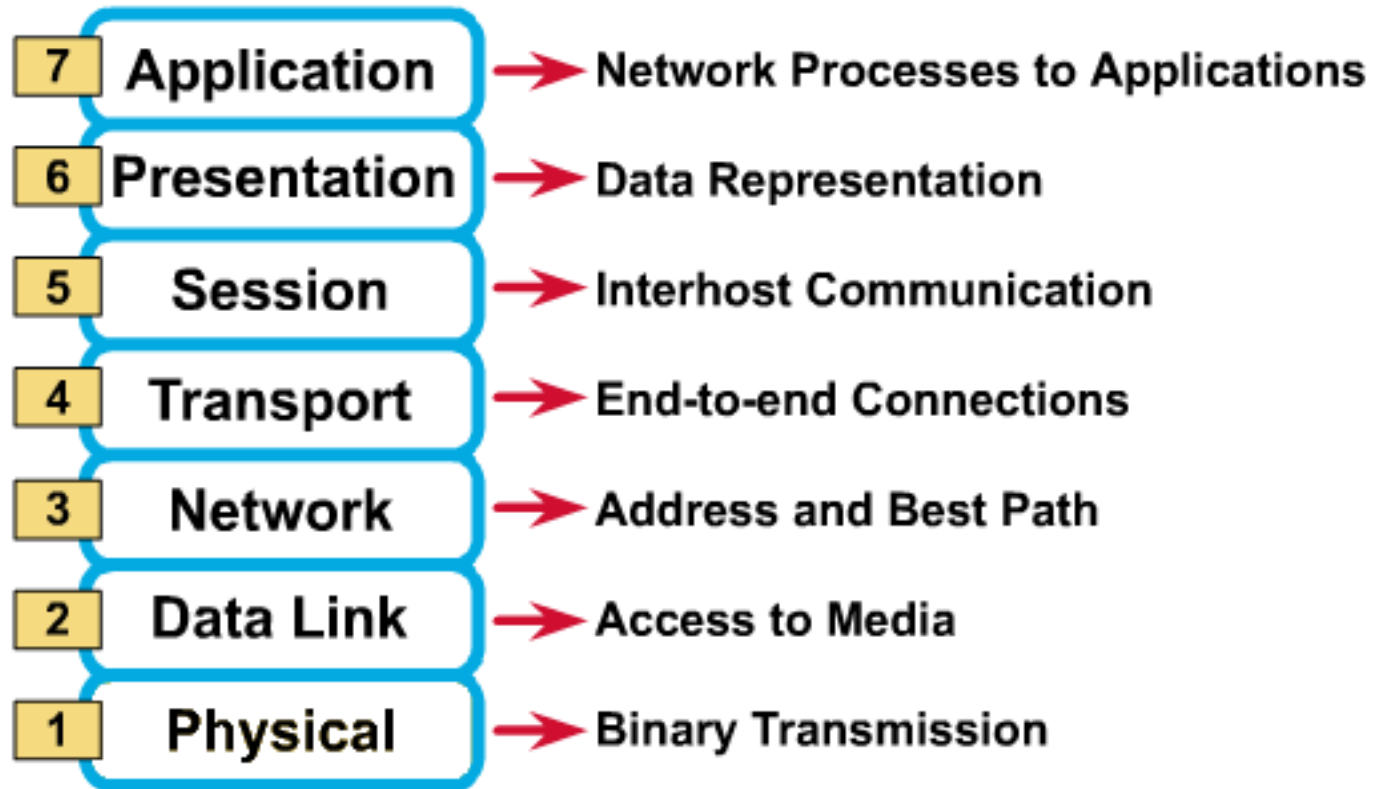 7 Application Network Processes to Applications
6 Presentation Data Representation
5 Session Interhost Communication
4 Transport End-to-end Connections
3 Network Address and Best Path
2 Data Link Access to Media
1 Physical Binary Transmission